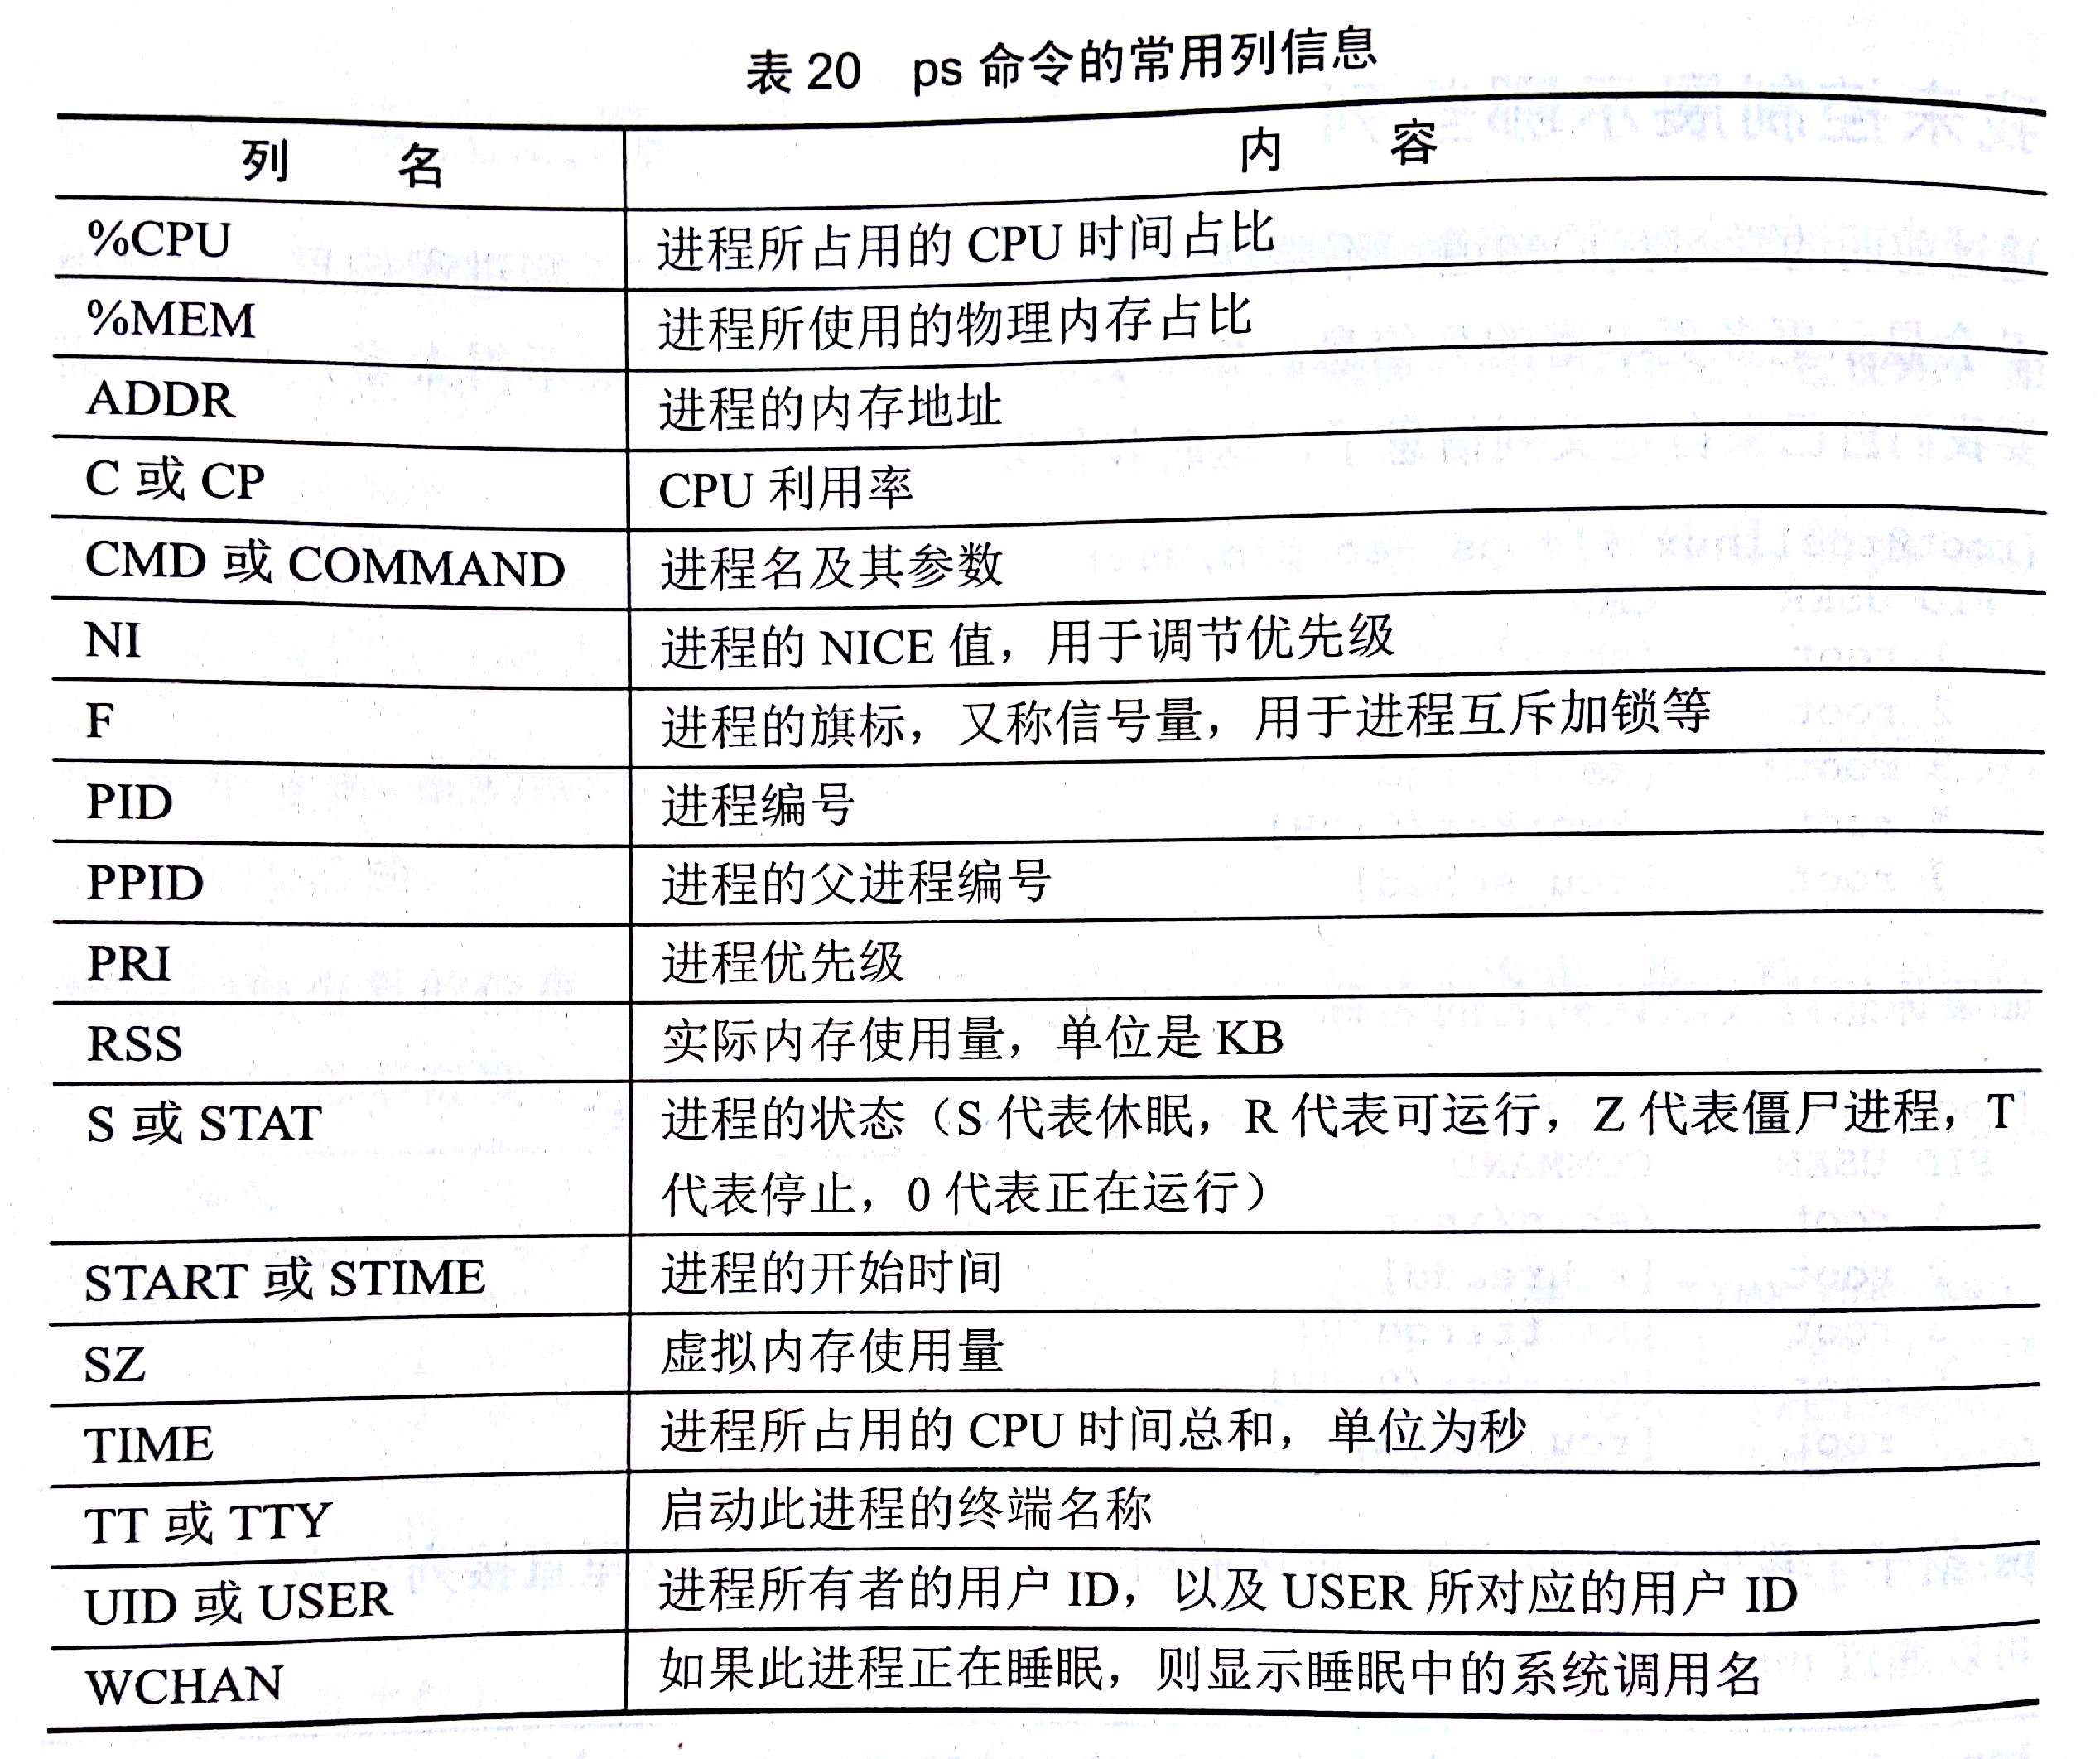 表 20 ps 命令的常用列信息
列 名 内 容
%CPU 进程所占用的 CPU 时间占比
%MEM 进程所使用的物理内存占比
ADDR 进程的内存地址
C 或 CP CPU 利用率
CMD 或 COMMAND 进程名及其参数
NI 进程的 NICE 值，用于调节优先级
F 进程的旗标，又称信号量，用于进程互斥加锁等
PID 进程编号
PPID 进程的父进程编号
PRI 进程优先级
RSS 实际内存使用量，单位是 KB
S 或 STAT 进程的状态（S 代表休眠，R 代表可运行，Z 代表僵尸进程，T
代表停止，0 代表正在运行）
START 或 STIME 进程的开始时间
SZ 虚拟内存使用量
TIME 进程所占用的 CPU 时间总和，单位为秒
TT 或 TTY 启动此进程的终端名称
UID 或 USER 进程所有者的用户 ID，以及 USER 所对应的用户 ID
WCHAN 如果此进程正在睡眠，则显示睡眠中的系统调用名